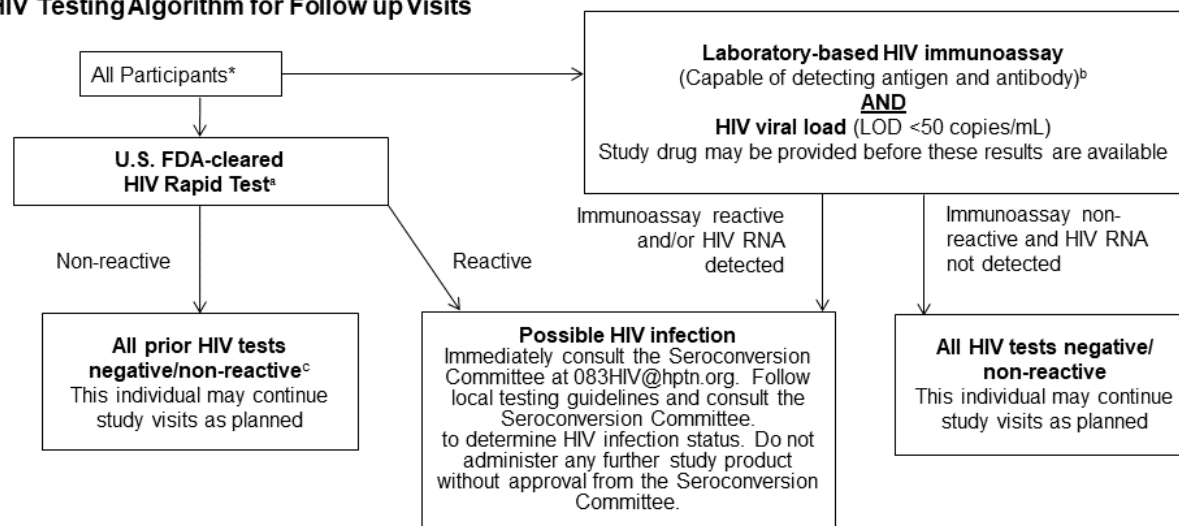 HIV Testing Algorithm for Follow up Visits
All Participants*
Laboratory-based HIV immunoassay
(Capable of detecting antigen and antibody)ᵇ
AND
HIV viral load (LOD <50 copies/mL)
Study drug may be provided before these results are available
U.S. FDA-cleared
HIV Rapid Testᵃ
Non-reactive
Reactive
Immunoassay reactive
and/or HIV RNA
detected
Immunoassay non-
reactive and HIV RNA
not detected
All prior HIV tests
negative/non-reactiveᶜ
This individual may continue
study visits as planned
Possible HIV infection
Immediately consult the Seroconversion
Committee at 083HIV@hptn.org. Follow
local testing guidelines and consult the
Seroconversion Committee.
to determine HIV infection status. Do not
administer any further study product
without approval from the Seroconversion
Committee.
All HIV tests negative/
non-reactive
This individual may continue
study visits as planned